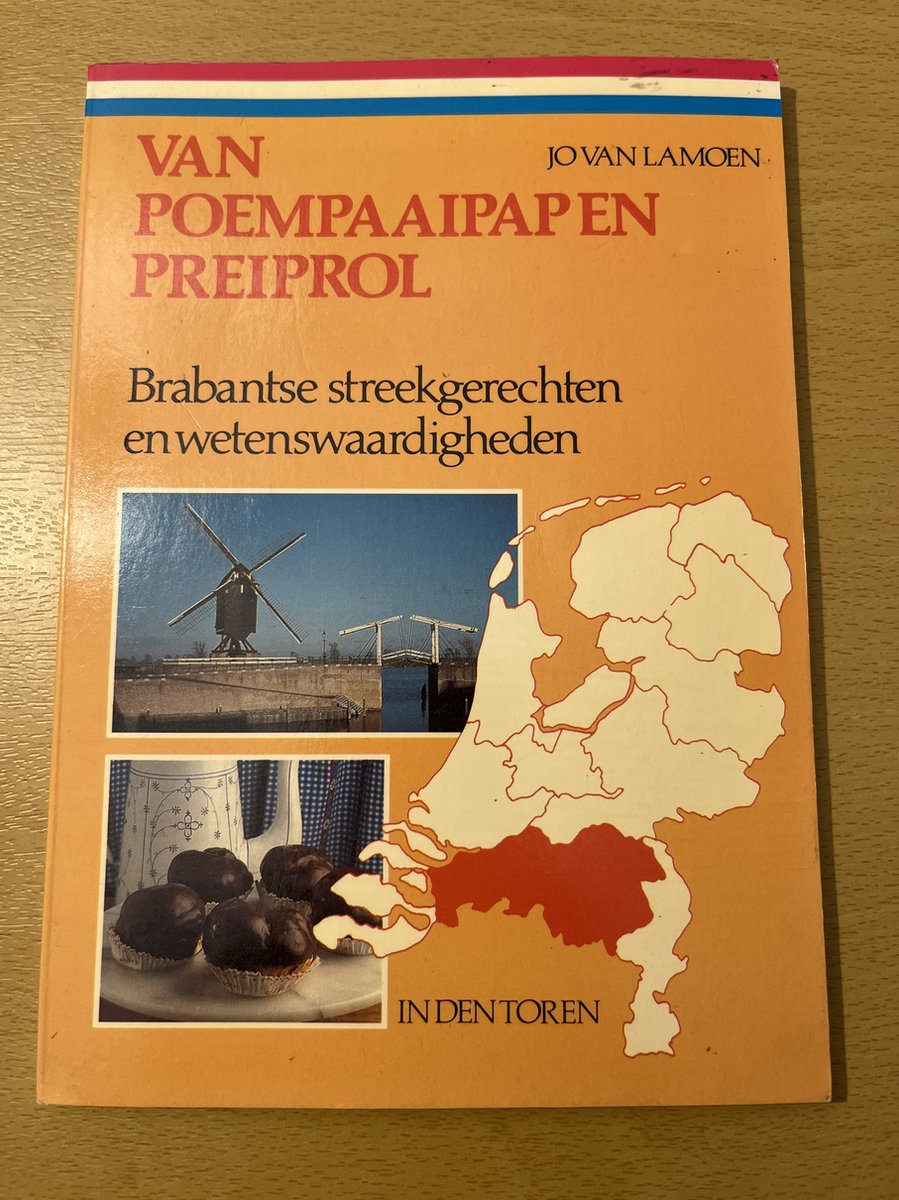 VAN
POEMPAAIPAP EN
PREIPROL
JO VAN LAMOEN
Brabantse streekgerechten
en wetenswaardigheden
IN DEN TOREN